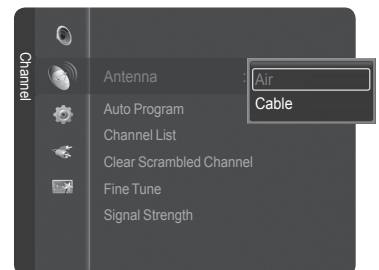 Channel
Antenna : Air
Cable
Auto Program
Channel List
Clear Scrambled Channel
Fine Tune
Signal Strength